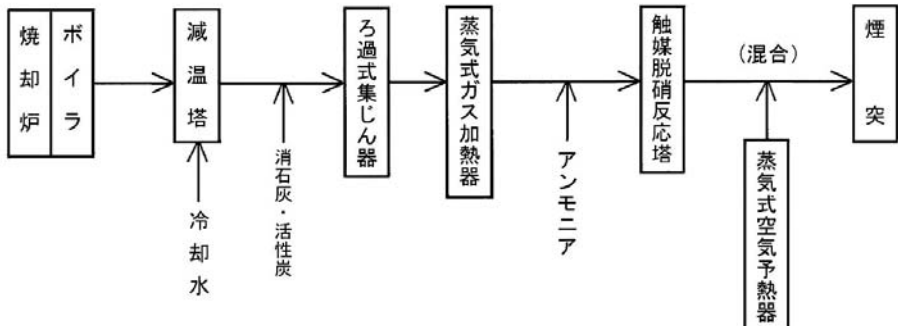 焼却炉
ボイラ
減温塔
冷却水
消石灰・活性炭
ろ過式集じん器
蒸気式ガス加熱器
アンモニア
触媒脱硝反応塔
(混合)
蒸気式空気予熱器
煙突